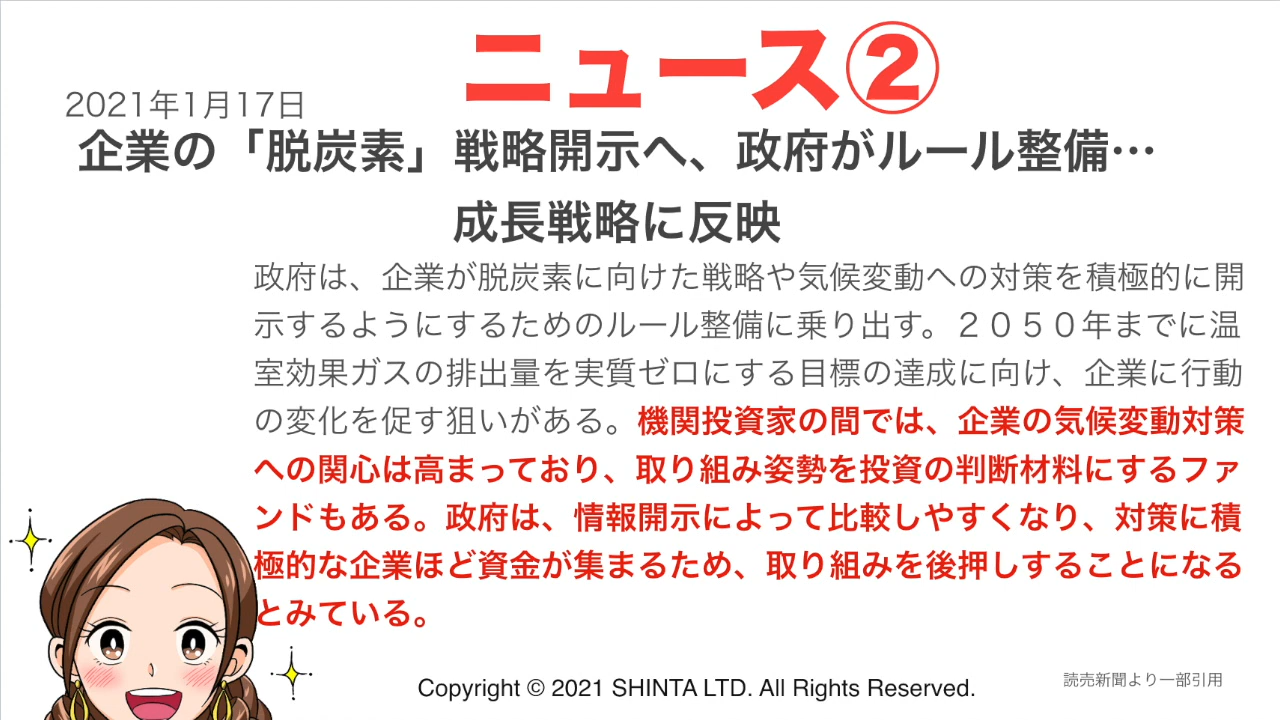 ニュース②
2021年1月17日
企業の「脱炭素」戦略開示へ、政府がルール整備…
成長戦略に反映
政府は、企業が脱炭素に向けた戦略や気候変動への対策を積極的に開
示するようにするためのルール整備に乗り出す。２０５０年までに温
室効果ガスの排出量を実質ゼロにする目標の達成に向け、企業に行動
の変化を促す狙いがある。機関投資家の間では、企業の気候変動対策
への関心は高まっており、取り組み姿勢を投資の判断材料にするファ
ンドもある。政府は、情報開示によって比較しやすくなり、対策に積
極的な企業ほど資金が集まるため、取り組みを後押しすることになる
とみている。
Copyright © 2021 SHINTA LTD. All Rights Reserved.
読売新聞より一部引用